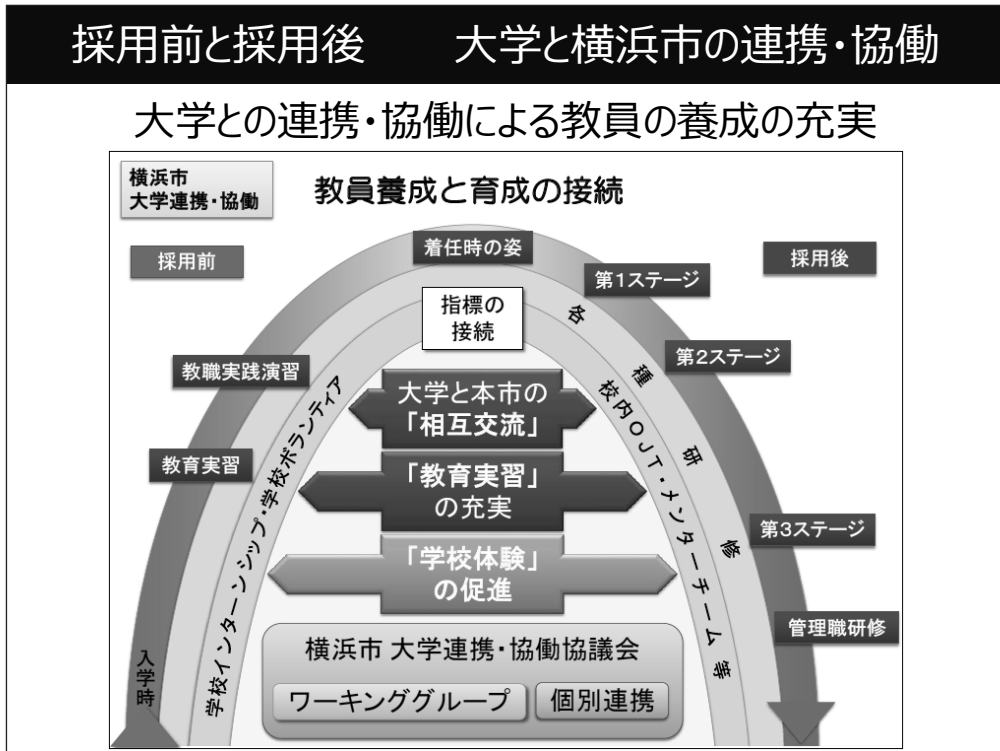 採用前と採用後　　大学と横浜市の連携・協働
大学との連携・協働による教員の養成の充実
横浜市
大学連携・協働
教員養成と育成の接続
採用前
着任時の姿
採用後
第1ステージ
指標の
接続
各種研修
第2ステージ
教職実践演習
学校インターンシップ・学校ボランティア
校内OJT・メンターチーム等
大学と本市の
「相互交流」
教育実習
「教育実習」
の充実
第3ステージ
「学校体験」
の促進
管理職研修
入学時
横浜市 大学連携・協働協議会
ワーキンググループ
個別連携